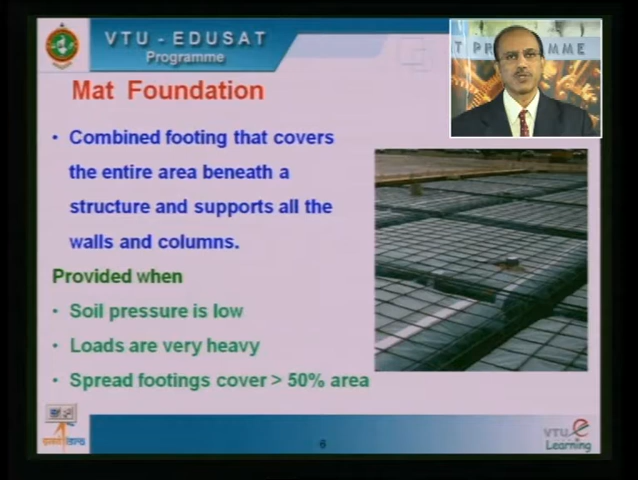 VTU - EDUSAT
Programme
T PROGRAMME
Mat Foundation
• Combined footing that covers
the entire area beneath a
structure and supports all the
walls and columns.
Provided when
• Soil pressure is low
• Loads are very heavy
• Spread footings cover > 50% area
6
VTU e
Learning